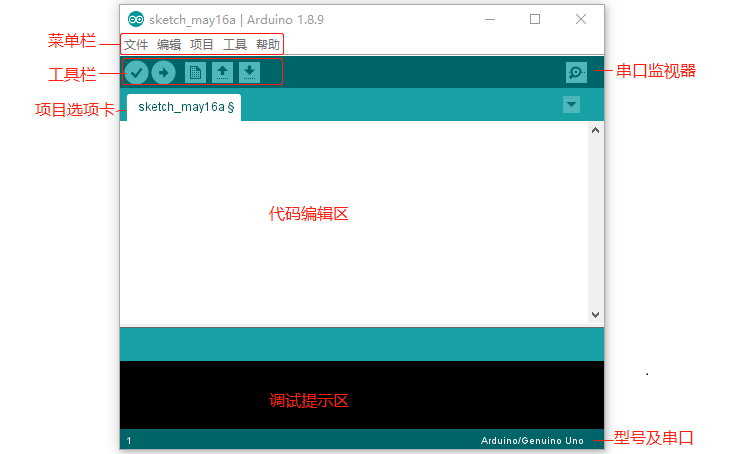 sketch_may16a | Arduino 1.8.9
菜单栏
文件 编辑 项目 工具 帮助
工具栏
串口监视器
项目选项卡
sketch_may16a §
代码编辑区
调试提示区
1
Arduino/Genuino Uno
型号及串口